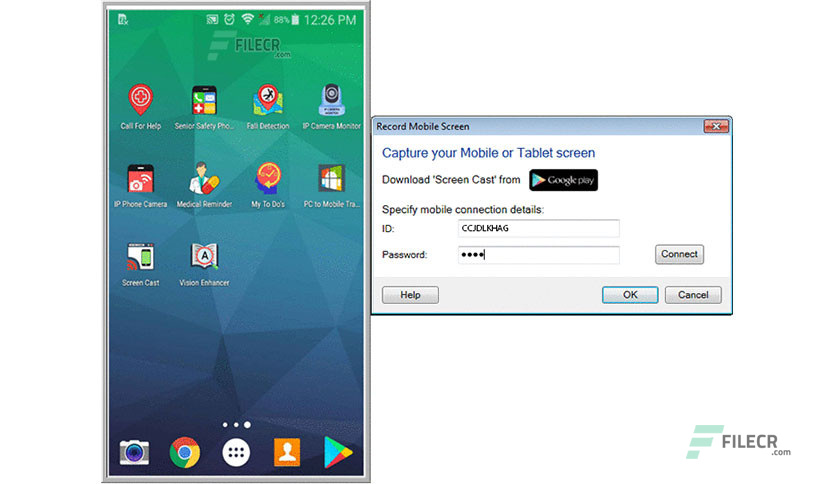 88% 12:26 PM
FILECR
.com
Call For Help
Senior Safety Pho...
Fall Detection
IP Camera Monitor
IP Phone Camera
Medical Reminder
My To Do's
PC to Mobile Tra...
Screen Cast
Vision Enhancer
Record Mobile Screen
Capture your Mobile or Tablet screen
Download 'Screen Cast' from Google play
Specify mobile connection details:
ID: CCJDLKHAG
Password: ●●●●
Connect
Help OK Cancel
FILECR
.com